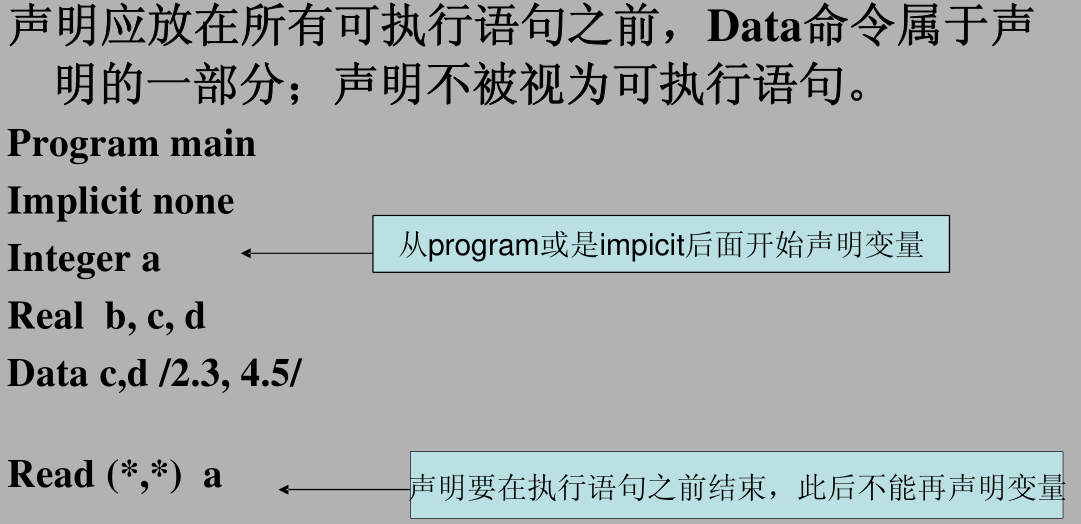 声明应放在所有可执行语句之前，Data命令属于声
明的一部分；声明不被视为可执行语句。
Program main
Implicit none
从program或是impicit后面开始声明变量
Integer a
Real b, c, d
Data c,d /2.3, 4.5/
Read (*,*) a
声明要在执行语句之前结束，此后不能再声明变量